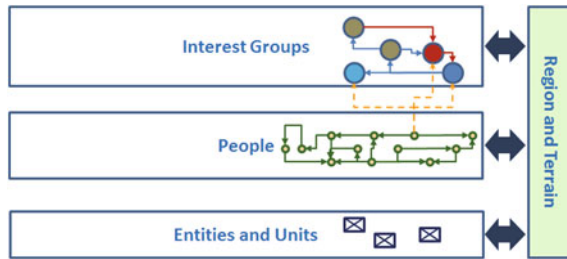 Interest Groups
People
Entities and Units
Region and Terrain